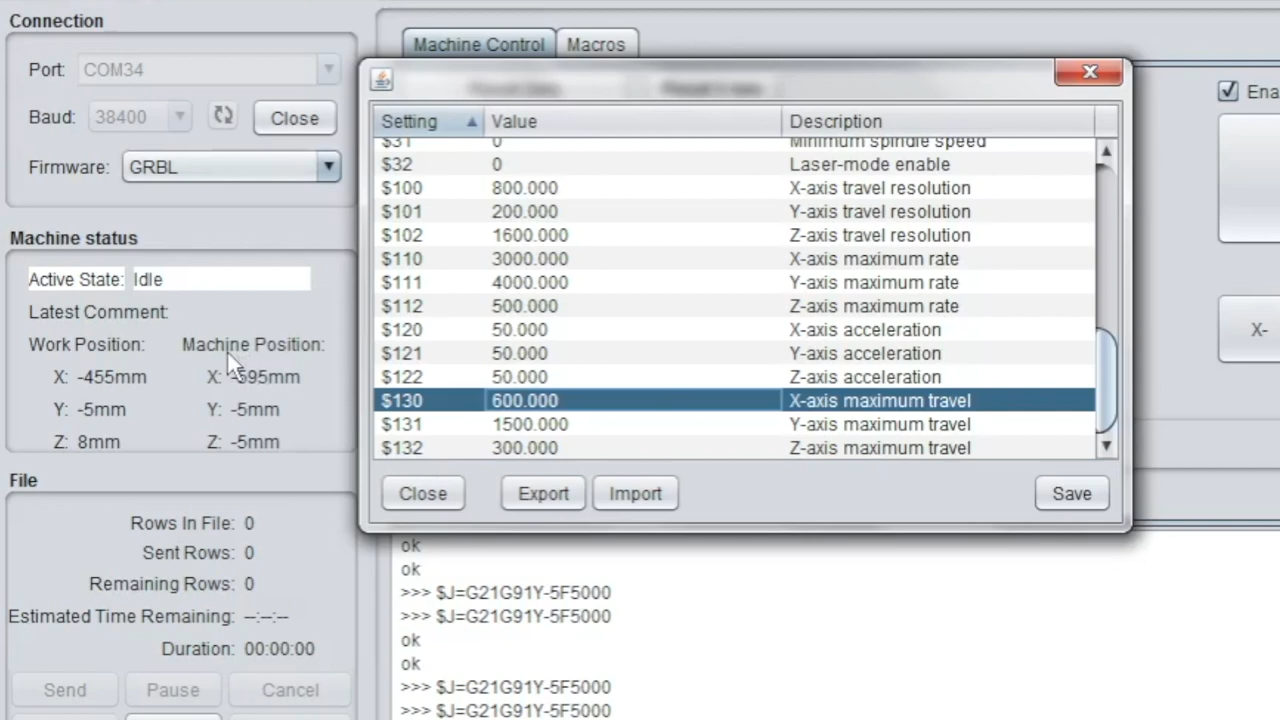 Connection
Port: COM34
Baud: 38400 Close
Firmware: GRBL
Machine status
Active State: Idle
Latest Comment:
Work Position: Machine Position:
X: -455mm X: -595mm
Y: -5mm Y: -5mm
Z: 8mm Z: -5mm
File
Rows In File: 0
Sent Rows: 0
Remaining Rows: 0
Estimated Time Remaining: --:--:--
Duration: 00:00:00
Send Pause Cancel
Machine Control Macros
Setting Value Description
$31 0 Minimum spindle speed
$32 0 Laser-mode enable
$100 800.000 X-axis travel resolution
$101 200.000 Y-axis travel resolution
$102 1600.000 Z-axis travel resolution
$110 3000.000 X-axis maximum rate
$111 4000.000 Y-axis maximum rate
$112 500.000 Z-axis maximum rate
$120 50.000 X-axis acceleration
$121 50.000 Y-axis acceleration
$122 50.000 Z-axis acceleration
$130 600.000 X-axis maximum travel
$131 1500.000 Y-axis maximum travel
$132 300.000 Z-axis maximum travel
Close Export Import Save
Ena
X-
ok
ok
>>> $J=G21G91Y-5F5000
>>> $J=G21G91Y-5F5000
ok
ok
>>> $J=G21G91Y-5F5000
>>> $J=G21G91Y-5F5000